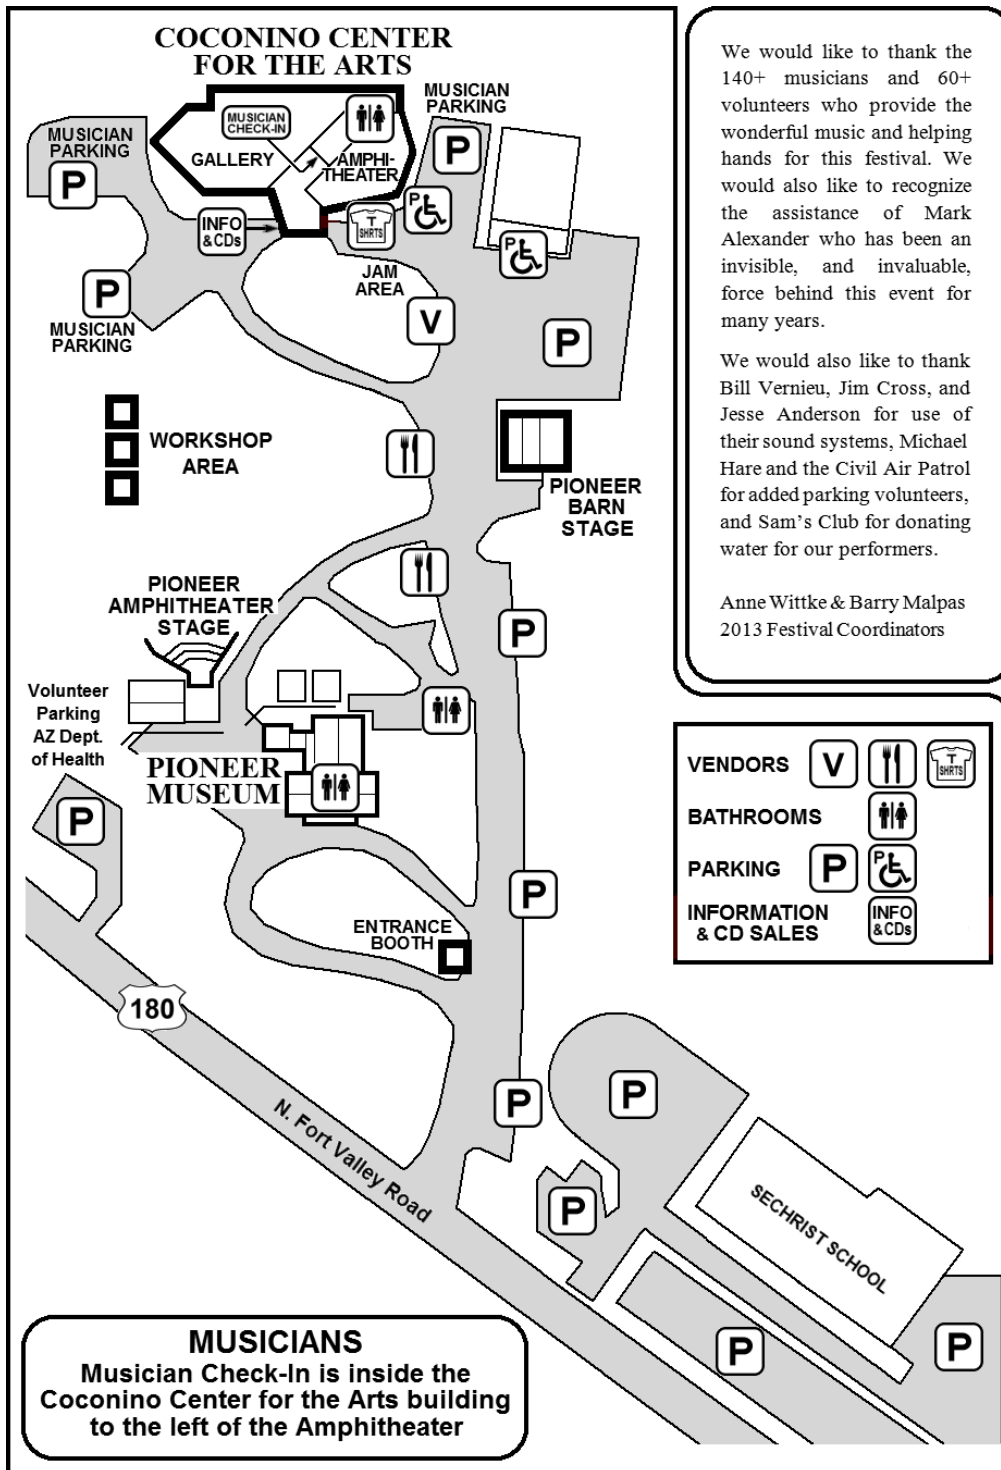 COCONINO CENTER
FOR THE ARTS
MUSICIAN
PARKING
P
MUSICIAN
CHECK-IN
GALLERY
AMPHI-
THEATER
MUSICIAN
PARKING
P
P
INFO
& CDs
T
SHRTS
JAM
AREA
P
V
P
P
MUSICIAN
PARKING
WORKSHOP
AREA
PIONEER
BARN
STAGE
PIONEER
AMPHITHEATER
STAGE
P
Volunteer
Parking
AZ Dept.
of Health
P
PIONEER
MUSEUM
P
ENTRANCE
BOOTH
180
N. Fort Valley Road
P
P
P
SECHRIST SCHOOL
P
P
MUSICIANS
Musician Check-In is inside the
Coconino Center for the Arts building
to the left of the Amphitheater
We would like to thank the
140+ musicians and 60+
volunteers who provide the
wonderful music and helping
hands for this festival. We
would also like to recognize
the assistance of Mark
Alexander who has been an
invisible, and invaluable,
force behind this event for
many years.
We would also like to thank
Bill Vernieu, Jim Cross, and
Jesse Anderson for use of
their sound systems, Michael
Hare and the Civil Air Patrol
for added parking volunteers,
and Sam's Club for donating
water for our performers.
Anne Wittke & Barry Malpas
2013 Festival Coordinators
VENDORS V T SHRTS
BATHROOMS
PARKING P P
INFORMATION
& CD SALES
INFO
& CDs